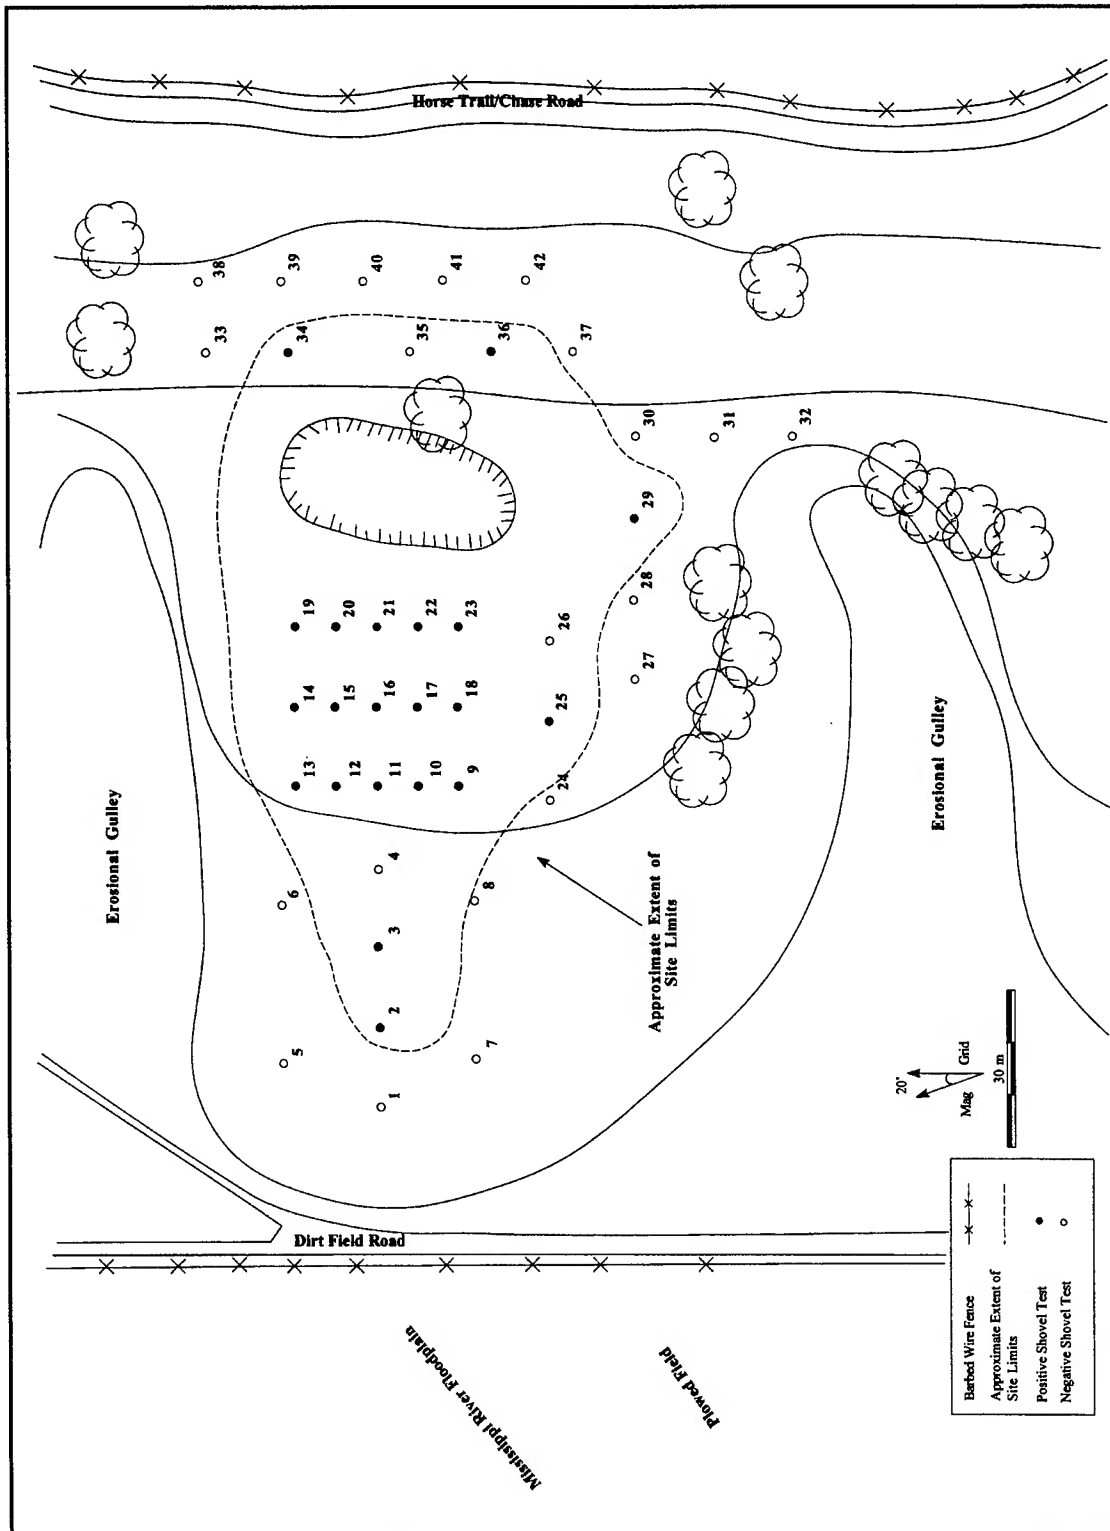 Horse Trail/Chase Road
38
39
40
41
42
33
34
35
36
37
30
31
32
29
28
27
26
25
24
19
20
21
22
23
14
15
16
17
18
13
12
11
10
9
Erosional Gulley
Erosional Gulley
6
4
8
3
2
5
7
1
Approximate Extent of
Site Limits
Dirt Field Road
Mississippi River Floodplain
Plowed Field
20°
Mag
Grid
30 m
Barbed Wire Fence
Approximate Extent of
Site Limits
Positive Shovel Test
Negative Shovel Test